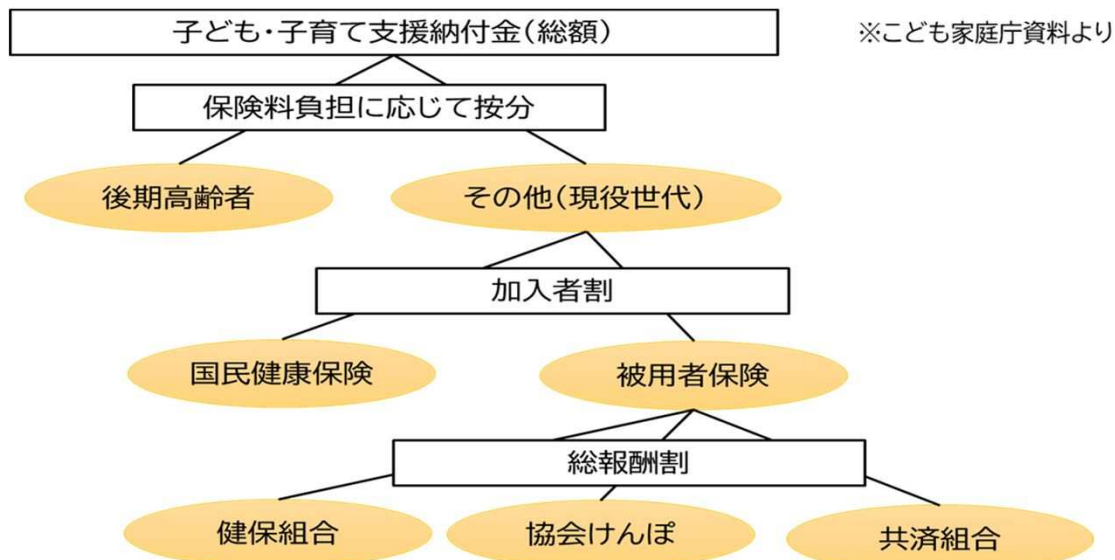 子ども・子育て支援納付金(総額)
※こども家庭庁資料より
保険料負担に応じて按分
後期高齢者
その他(現役世代)
加入者割
国民健康保険
被用者保険
総報酬割
健保組合
協会けんぽ
共済組合